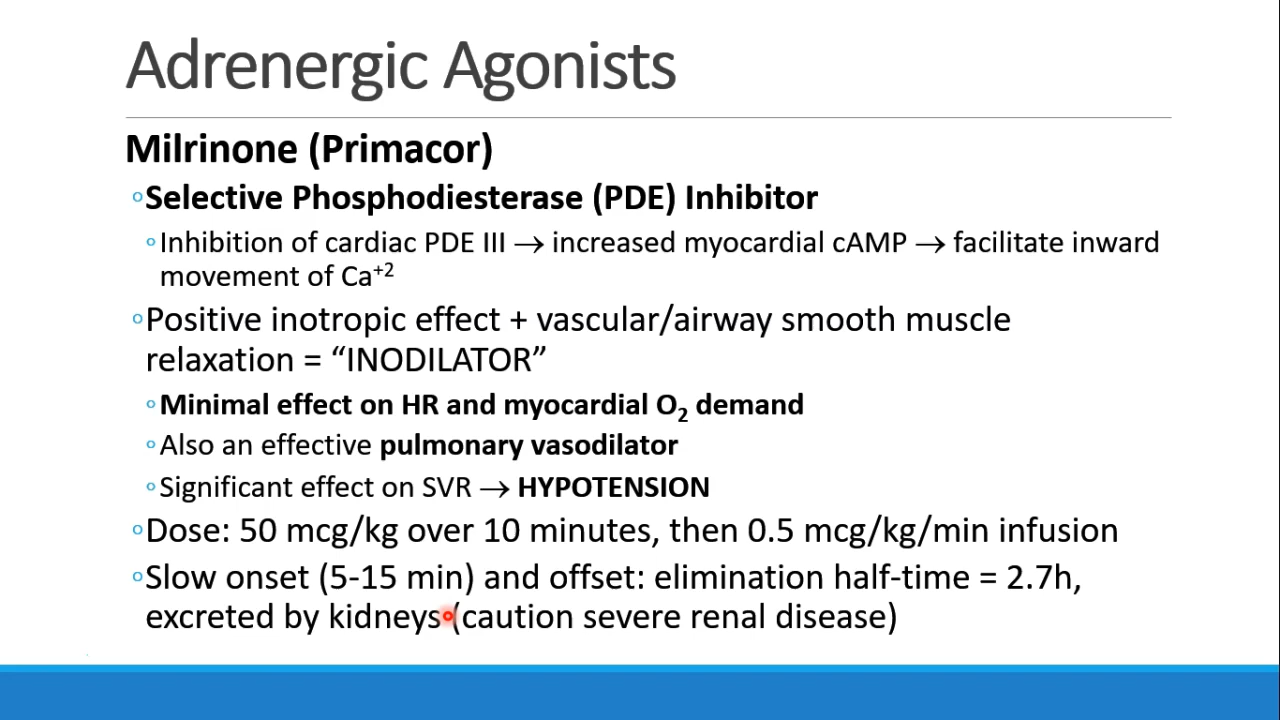 Adrenergic Agonists
Milrinone (Primacor)
◦Selective Phosphodiesterase (PDE) Inhibitor
◦Inhibition of cardiac PDE III → increased myocardial cAMP → facilitate inward
movement of Ca⁺²
◦Positive inotropic effect + vascular/airway smooth muscle
relaxation = “INODILATOR”
◦Minimal effect on HR and myocardial O₂ demand
◦Also an effective pulmonary vasodilator
◦Significant effect on SVR → HYPOTENSION
◦Dose: 50 mcg/kg over 10 minutes, then 0.5 mcg/kg/min infusion
◦Slow onset (5-15 min) and offset: elimination half-time = 2.7h,
excreted by kidneys (caution severe renal disease)